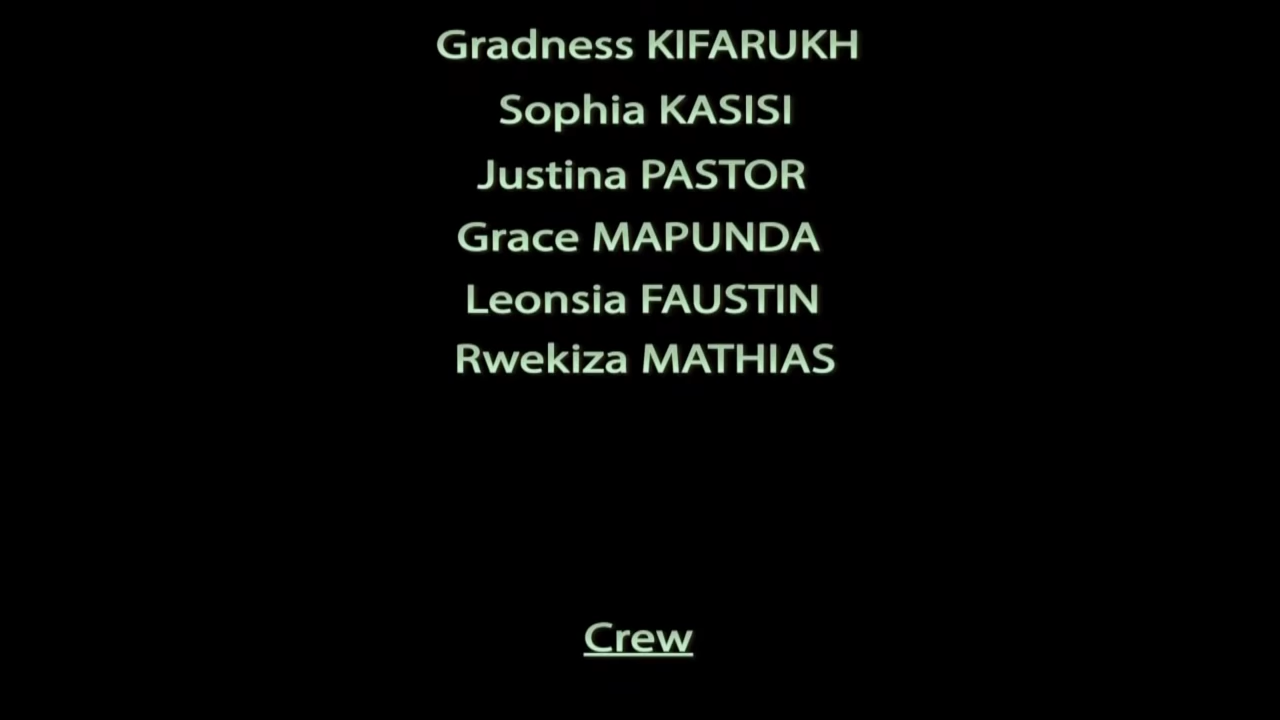 Gradness KIFARUKH
Sophia KASISI
Justina PASTOR
Grace MAPUNDA
Leonsia FAUSTIN
Rwekiza MATHIAS
Crew